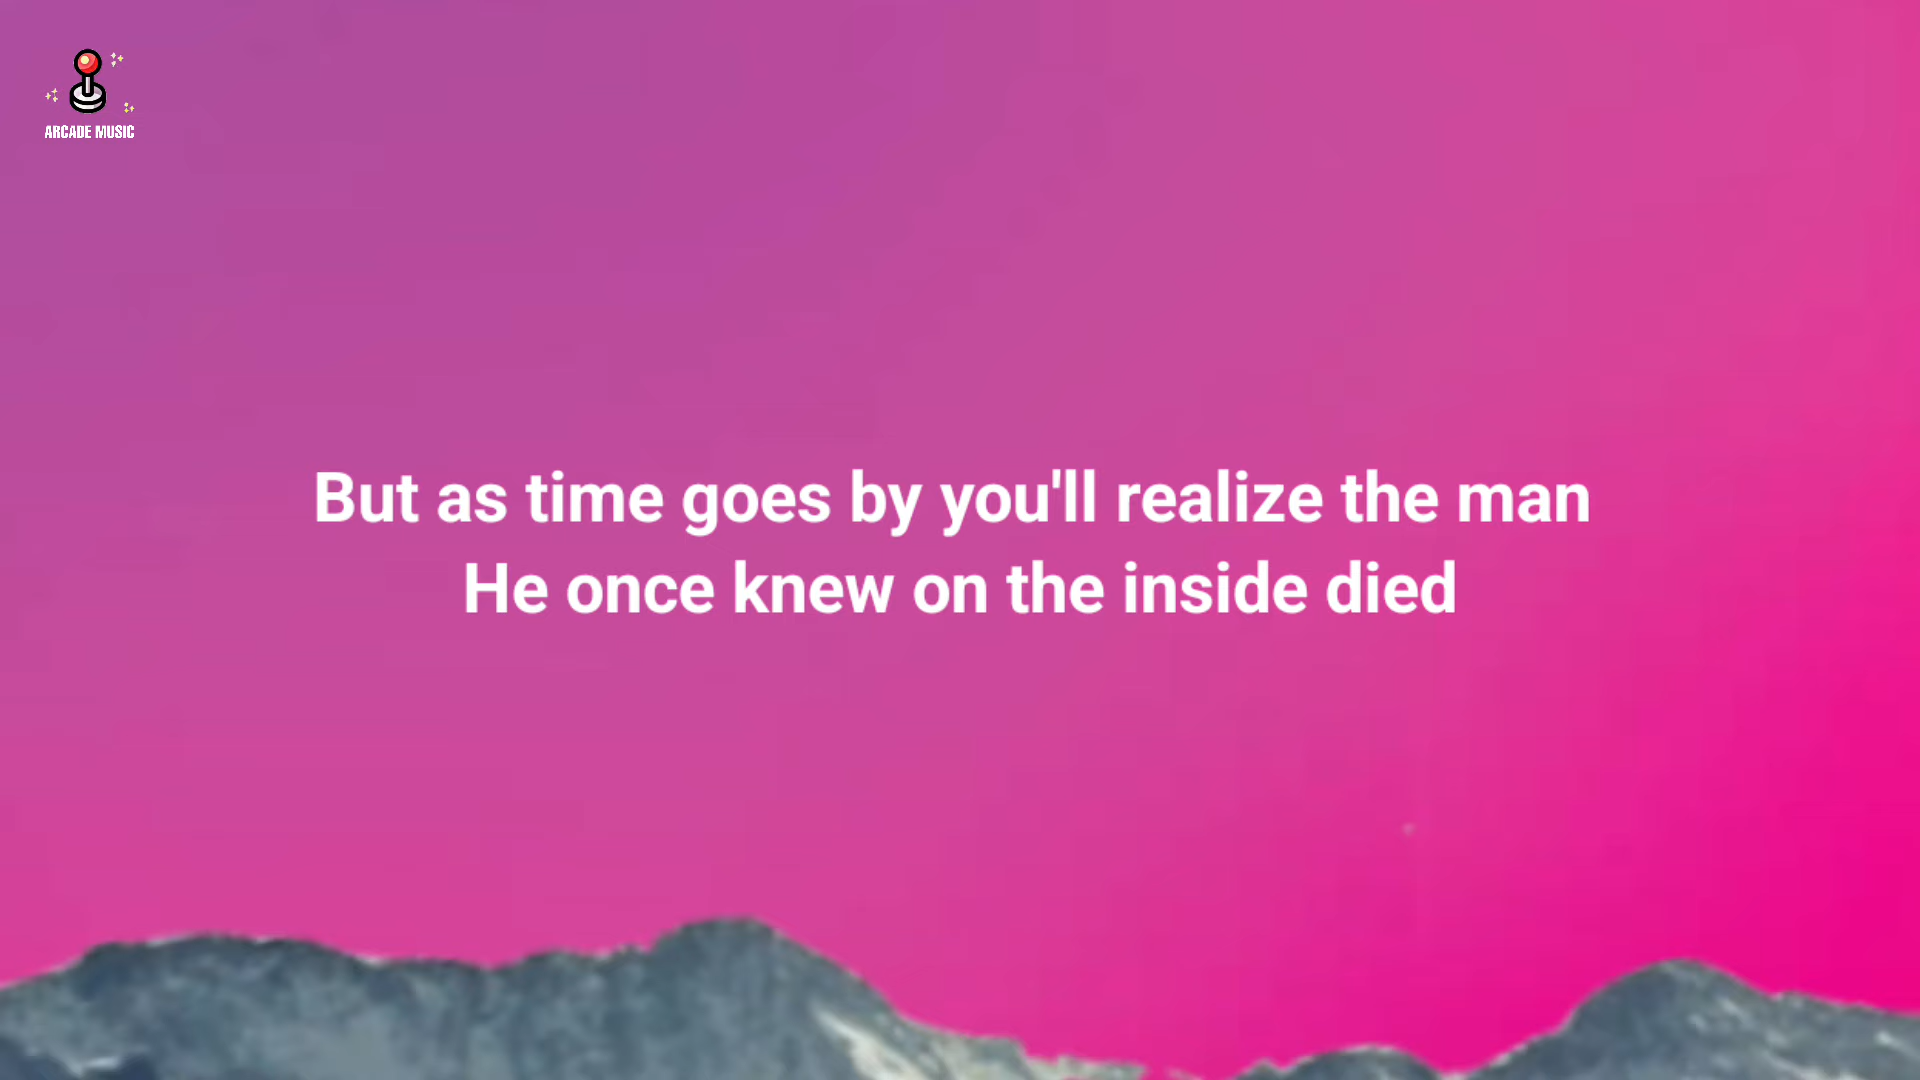 ARCADE MUSIC
But as time goes by you'll realize the man
He once knew on the inside died